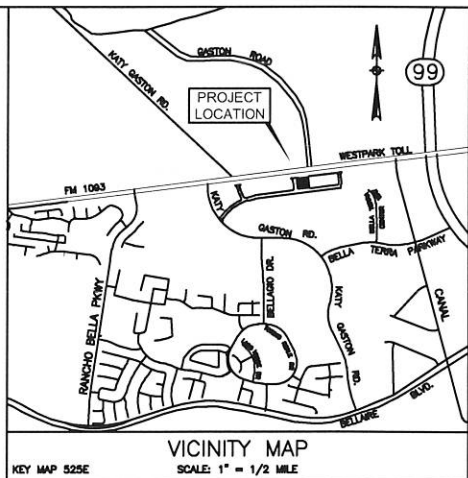 KATY GASTON RD.
GASTON ROAD
99
PROJECT
LOCATION
WESTPARK TOLL
FM 1093
KATY
GASTON RD.
BELLA TERRA PARKWAY
BELLAGIO DR.
KATY
GASTON RD.
CANAL
RANCHO BELLA PKWY
BELLAIRE BLVD.
VICINITY MAP
KEY MAP 525E
SCALE: 1" = 1/2 MILE